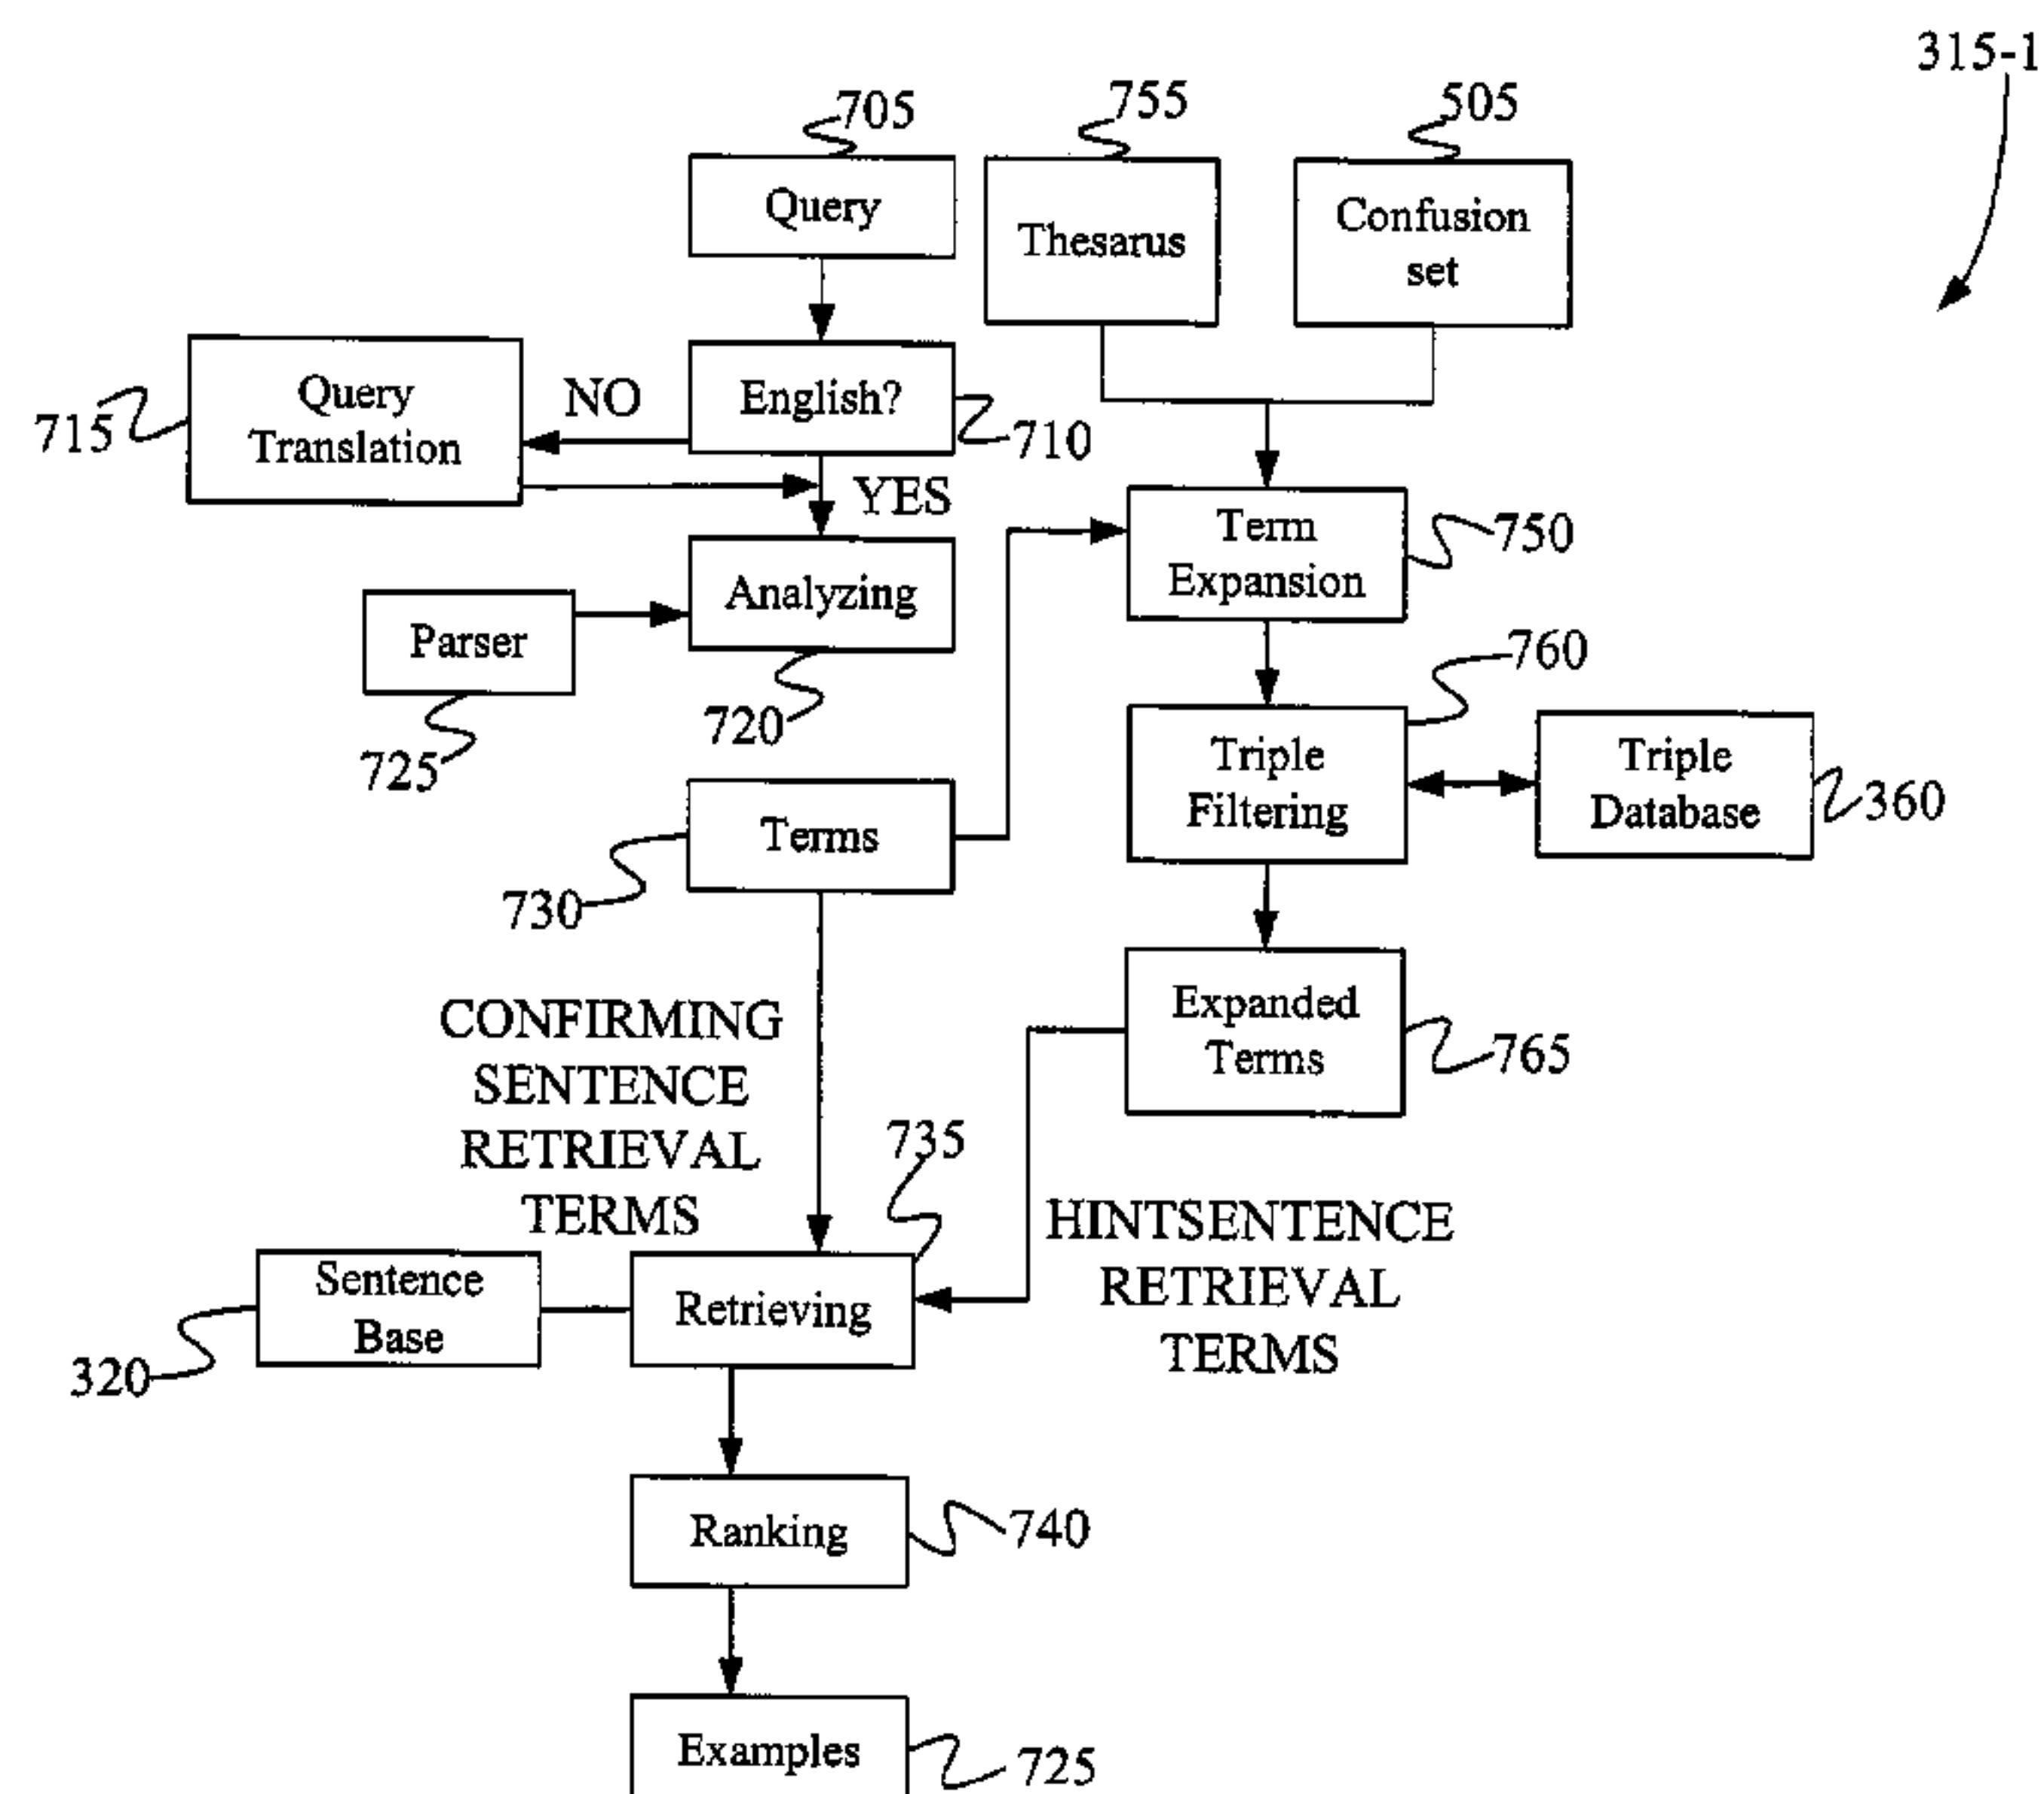 315-1
705
755
505
Query
Thesarus
Confusion
set
Query
Translation
NO
English?
715
710
YES
Term
Expansion
750
Analyzing
Parser
720
725
760
Triple
Filtering
Triple
Database
360
Terms
730
Expanded
Terms
765
CONFIRMING
SENTENCE
RETRIEVAL
TERMS
735
HINTSENTENCE
RETRIEVAL
TERMS
Sentence
Base
Retrieving
320
Ranking
740
Examples
725